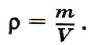 ρ = m/V.